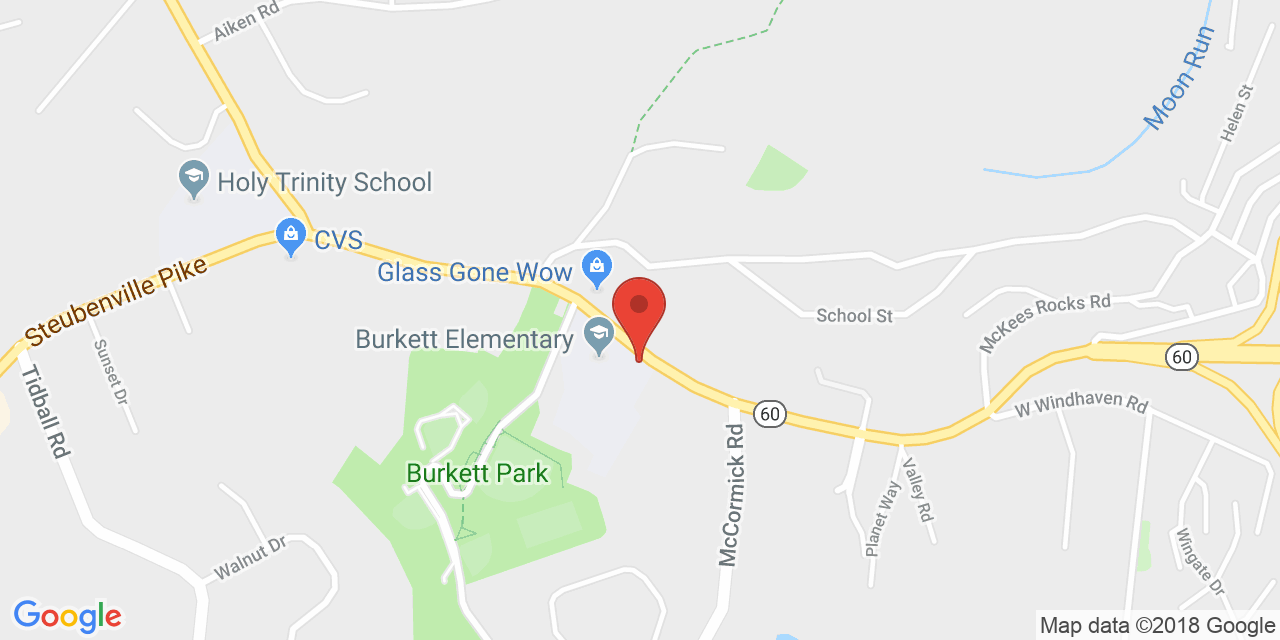 Aiken Rd
Moon Run
Helen St
Holy Trinity School
CVS
Glass Gone Wow
Steubenville Pike
School St
McKees Rocks Rd
Burkett Elementary
60
Sunset Dr
Tidball Rd
60
W Windhaven Rd
McCormick Rd
Burkett Park
Valley Rd
Planet Way
Walnut Dr
Wingate Dr
Google
Map data ©2018 Google